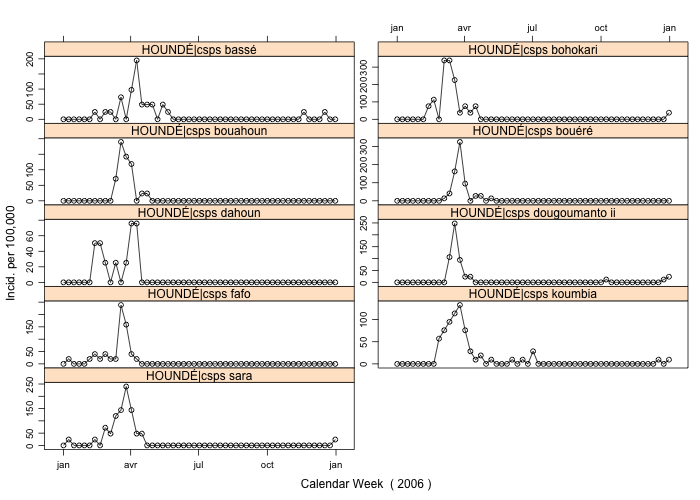 jan avr jul oct jan
HOUNDÉ|csps bassé
0 50 100 200
HOUNDÉ|csps bohokari
0 100 200 300
HOUNDÉ|csps bouahoun
0 50 100
HOUNDÉ|csps bouéré
0 100 200 300
HOUNDÉ|csps dahoun
0 20 40 60
HOUNDÉ|csps dougoumanto ii
0 50 150 250
HOUNDÉ|csps fafo
0 50 150
HOUNDÉ|csps koumbia
0 50 100
HOUNDÉ|csps sara
0 50 150 250
jan avr jul oct jan
Incid. per 100,000
Calendar Week ( 2006 )